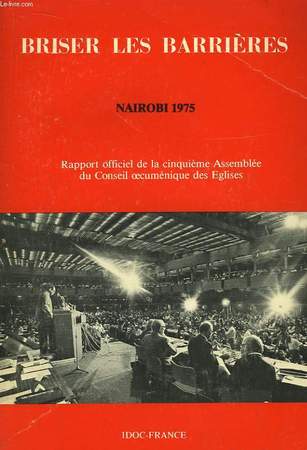 Le-livre.com
BRISER LES BARRIÈRES
NAIROBI 1975
Rapport officiel de la cinquième Assemblée
du Conseil œcuménique des Eglises
IDOC-FRANCE